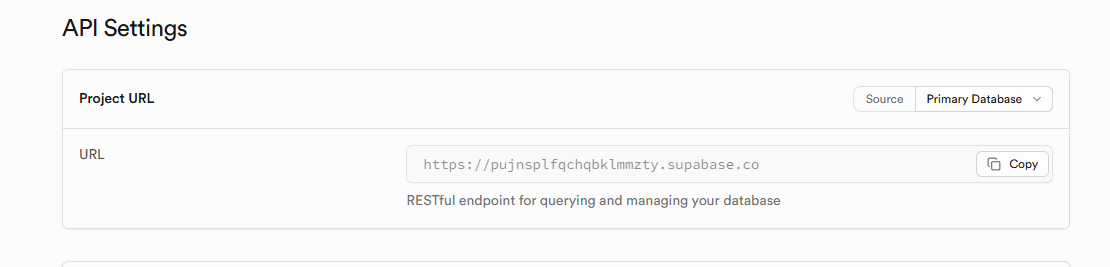 API Settings
Project URL
Source Primary Database
URL
https://pujnsplfqchqbklmmzty.supabase.co
Copy
RESTful endpoint for querying and managing your database